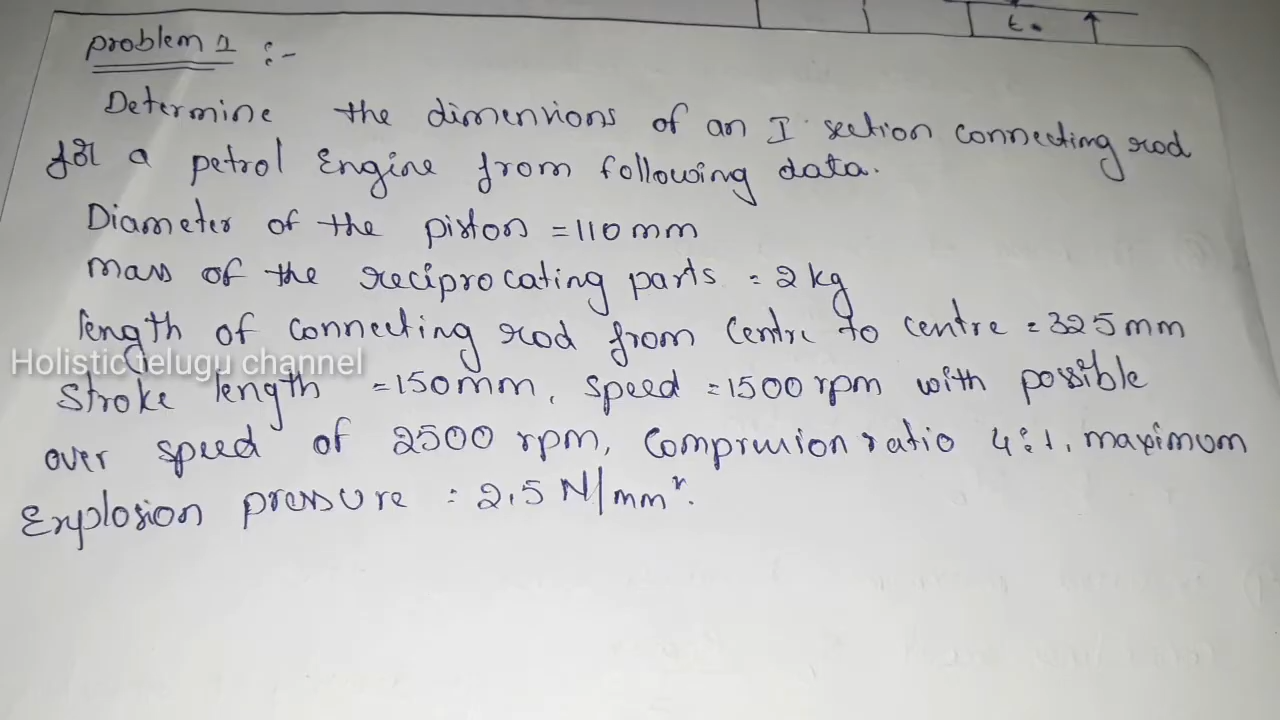 t.
problem 1 :-
Determine the dimensions of an I section connecting rod
for a petrol Engine from following data.
Diameter of the piston = 110 mm
mass of the reciprocating parts = 2 kg
length of connecting rod from centre to centre = 325 mm
Holistic telugu channel
Stroke length = 150 mm, speed = 1500 rpm with possible
over speed of 2500 rpm, Compression ratio 4:1, maximum
Explosion pressure = 2.5 N/mm².